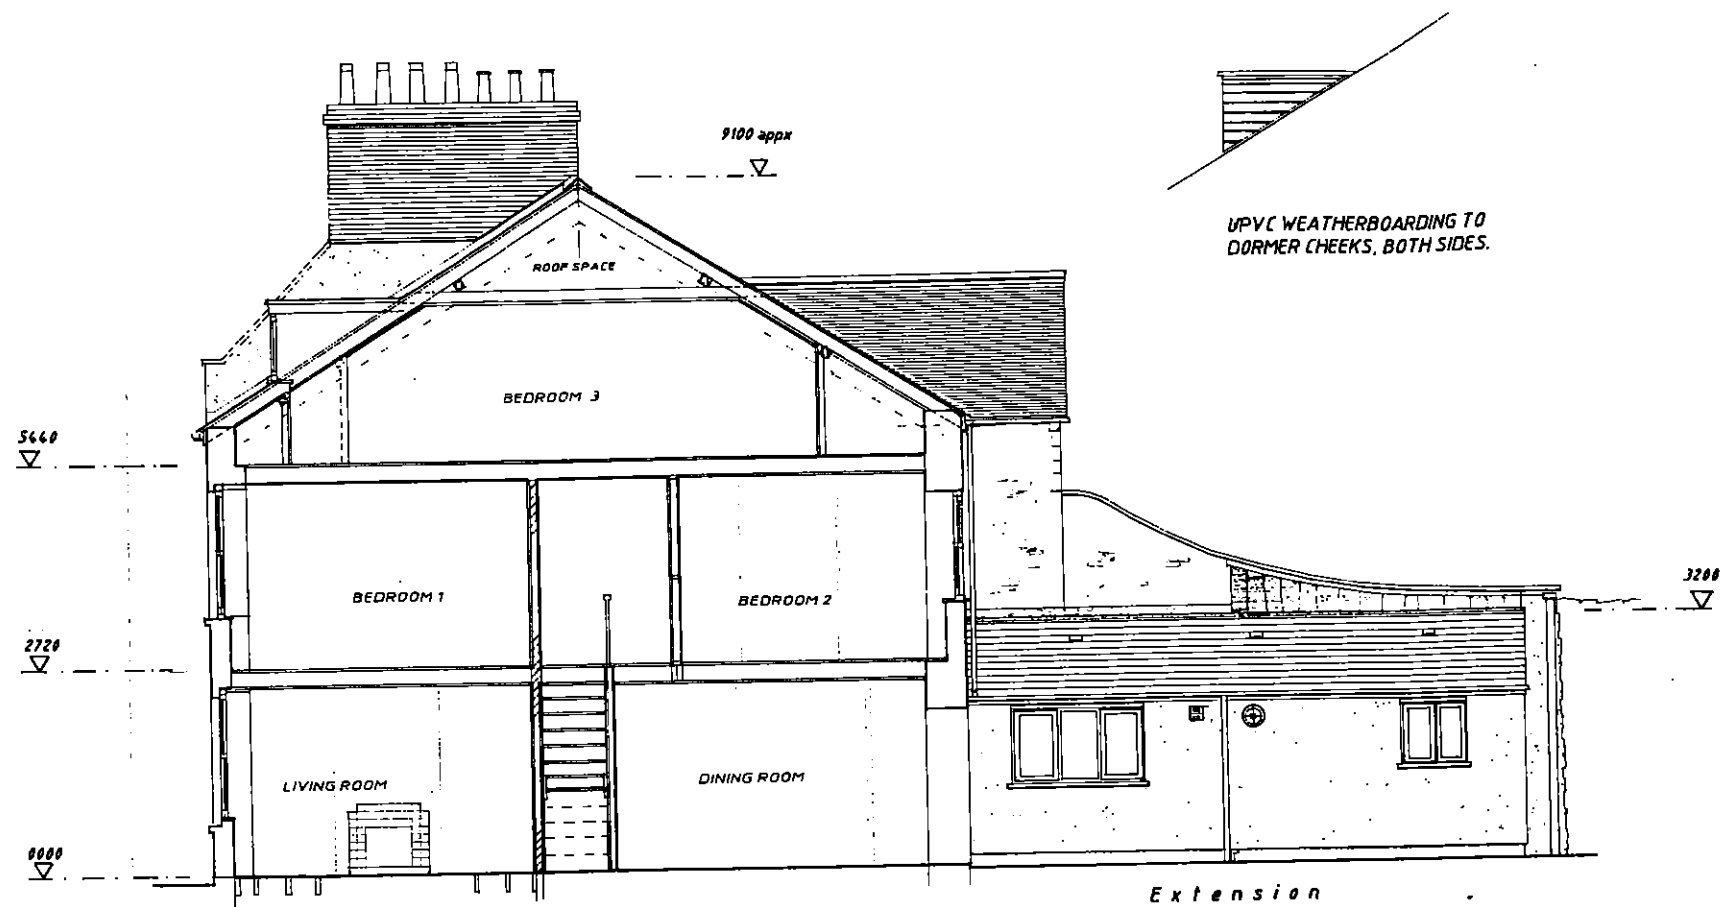 9100 appx
UPVC WEATHERBOARDING TO
DORMER CHEEKS, BOTH SIDES.
ROOF SPACE
BEDROOM 3
5440
BEDROOM 1
BEDROOM 2
3200
2720
LIVING ROOM
DINING ROOM
0000
Extension